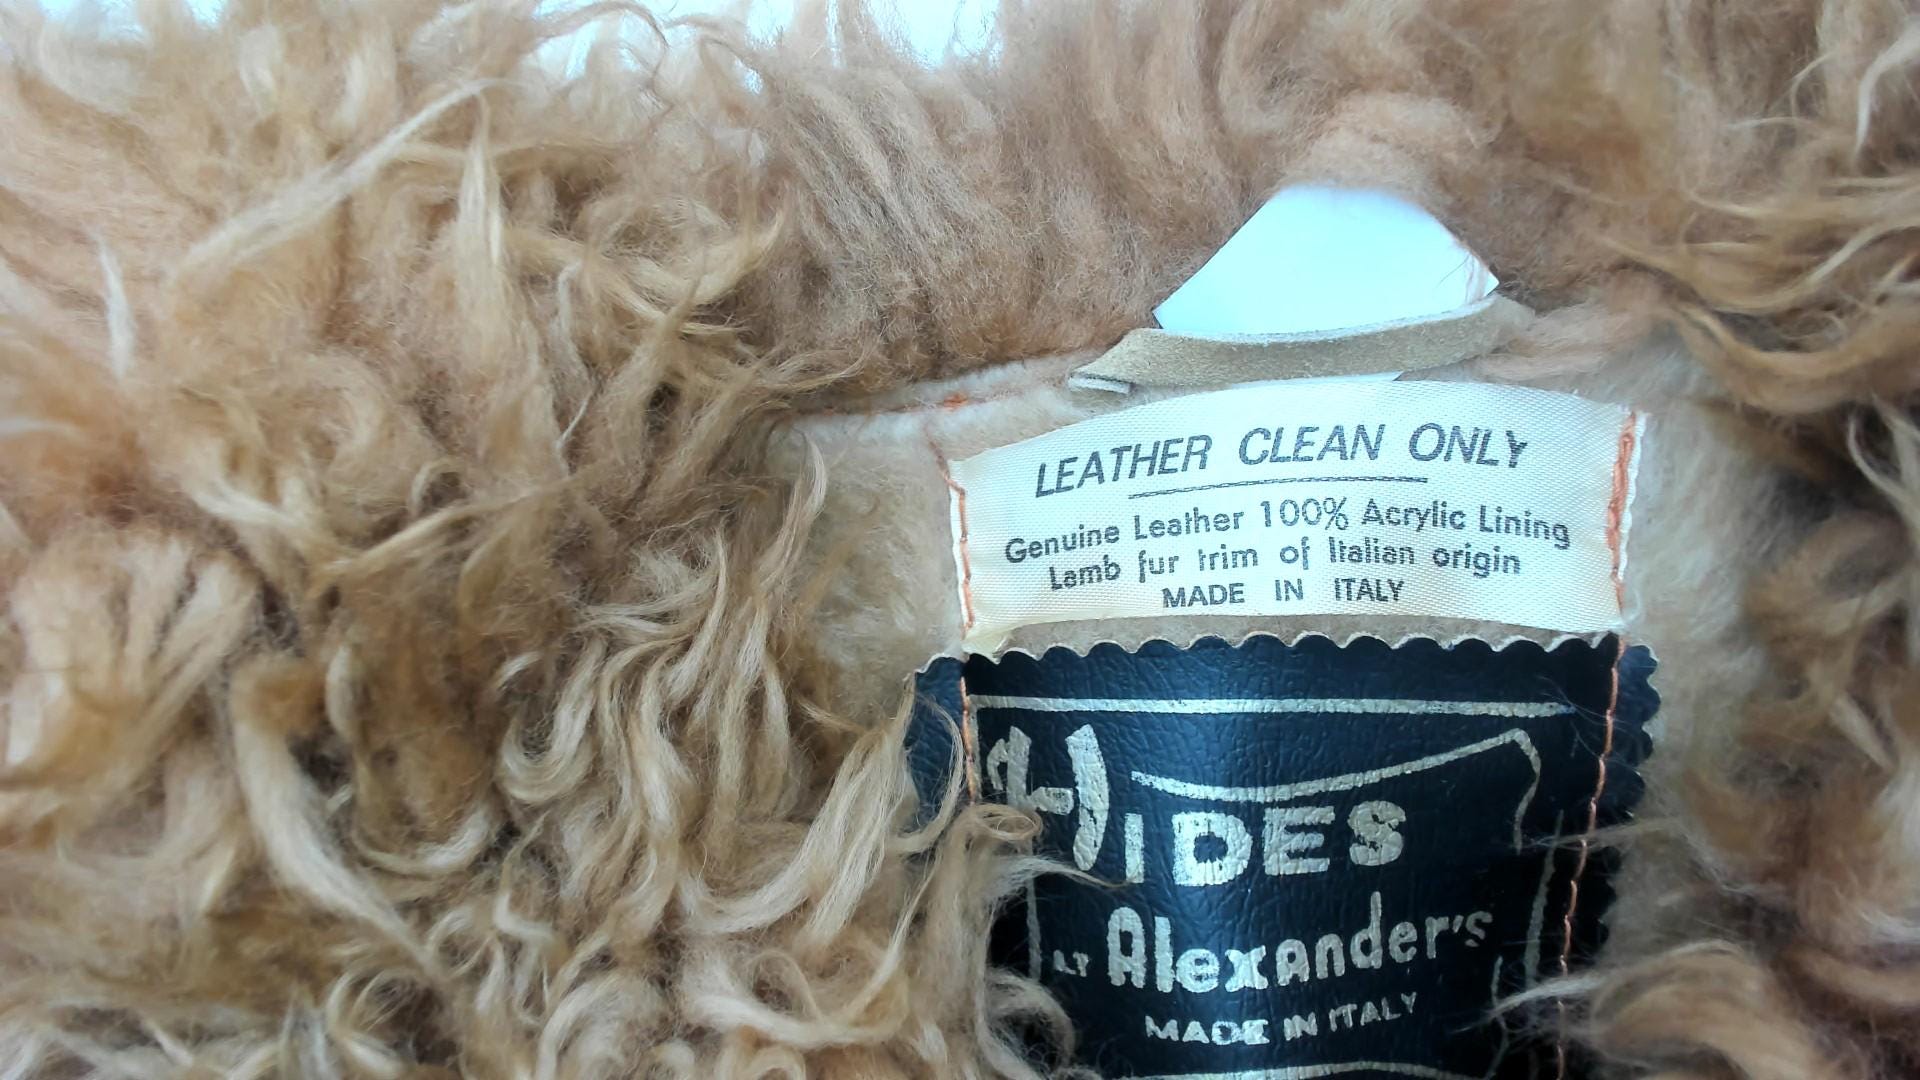 LEATHER CLEAN ONLY
Genuine Leather 100% Acrylic Lining
Lamb fur trim of Italian origin
MADE IN ITALY
HIDES
AT Alexander's
MADE IN ITALY